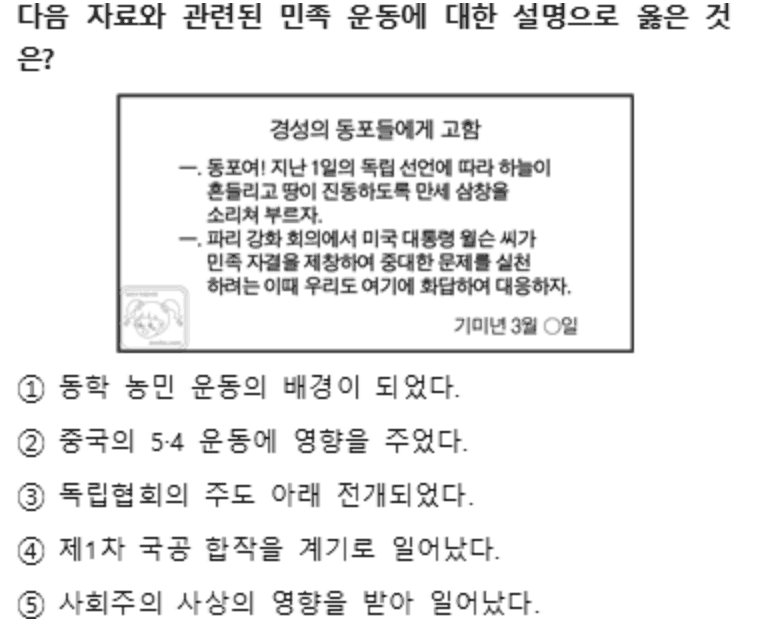 다음 자료와 관련된 민족 운동에 대한 설명으로 옳은 것
은?
경성의 동포들에게 고함
一. 동포여! 지난 1일의 독립 선언에 따라 하늘이
흔들리고 땅이 진동하도록 만세 삼창을
소리쳐 부르자.
一. 파리 강화 회의에서 미국 대통령 윌슨 씨가
민족 자결을 제창하여 중대한 문제를 실천
하려는 이때 우리도 여기에 화답하여 대응하자.
기미년 3월 ○일
① 동학 농민 운동의 배경이 되었다.
② 중국의 5·4 운동에 영향을 주었다.
③ 독립협회의 주도 아래 전개되었다.
④ 제1차 국공 합작을 계기로 일어났다.
⑤ 사회주의 사상의 영향을 받아 일어났다.